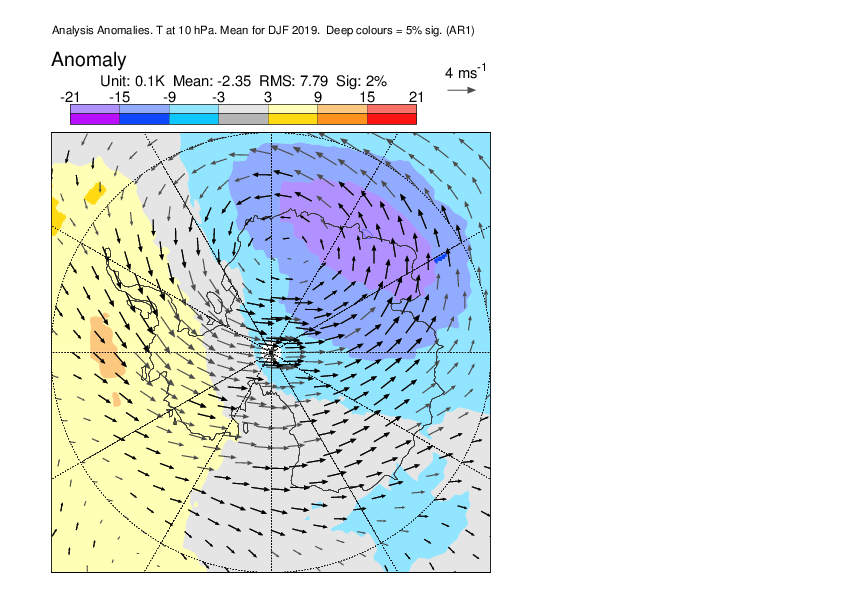 Analysis Anomalies. T at 10 hPa. Mean for DJF 2019.  Deep colours = 5% sig. (AR1)
Anomaly
4 ms-1
Unit: 0.1K  Mean: -2.35  RMS: 7.79  Sig: 2%
-21 -15 -9 -3 3 9 15 21